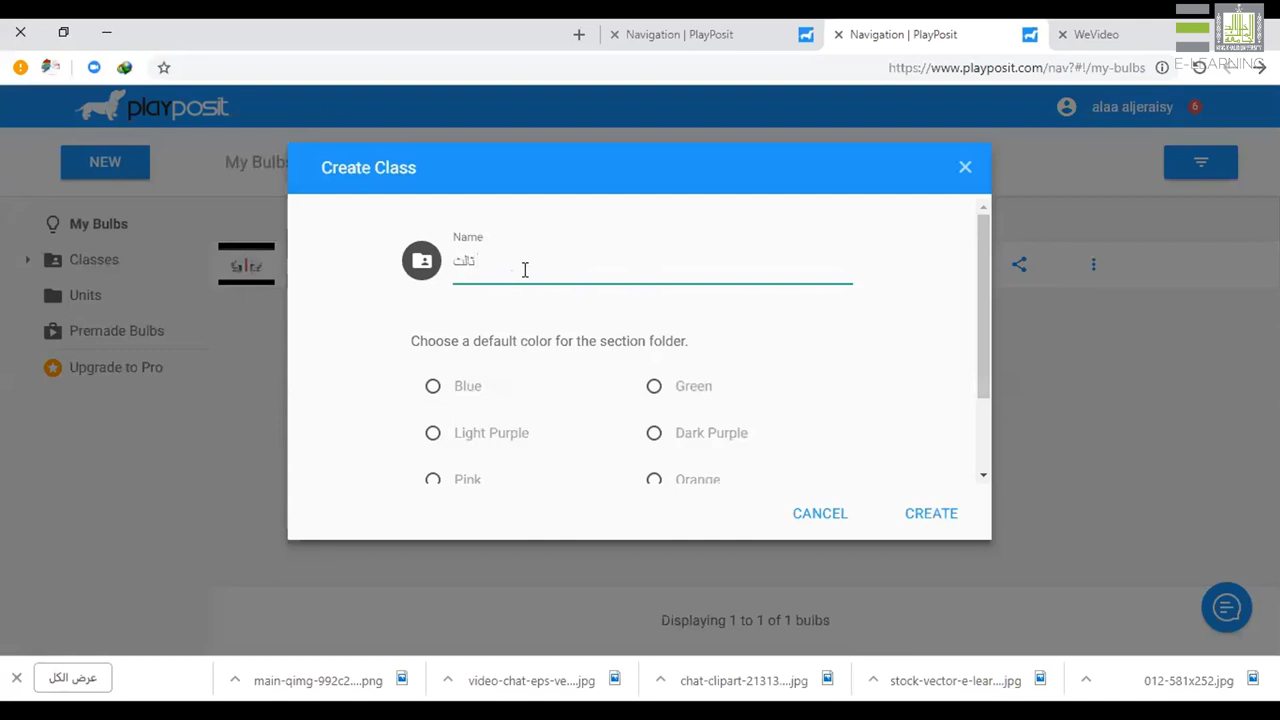 Navigation | PlayPosit
Navigation | PlayPosit
WeVideo
E-LEARNING
https://www.playposit.com/nav?#!/my-bulbs
playposit
alaa aljeraisy
6
NEW
My Bulbs
My Bulbs
Classes
Units
Premade Bulbs
Upgrade to Pro
Create Class
Name
ثالث
Choose a default color for the section folder.
Blue
Green
Light Purple
Dark Purple
Pink
Orange
CANCEL
CREATE
Displaying 1 to 1 of 1 bulbs
عرض الكل
main-qimg-992c2....png
video-chat-eps-ve....jpg
chat-clipart-21313....jpg
stock-vector-e-lear....jpg
012-581x252.jpg